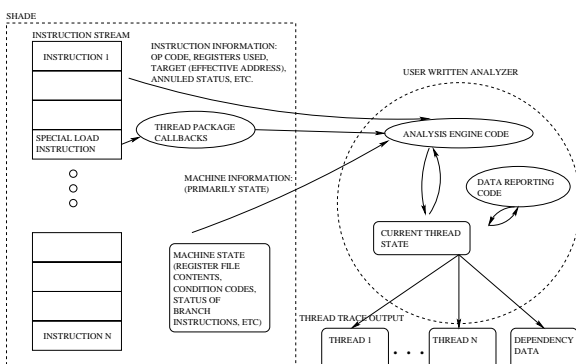 SHADE
INSTRUCTION STREAM
INSTRUCTION 1
INSTRUCTION INFORMATION:
OP CODE, REGISTERS USED,
TARGET (EFFECTIVE ADDRESS),
ANNULED STATUS, ETC.
USER WRITTEN ANALYZER
SPECIAL LOAD
INSTRUCTION
THREAD PACKAGE
CALLBACKS
ANALYSIS ENGINE CODE
MACHINE INFORMATION:
(PRIMARILY STATE)
DATA REPORTING
CODE
CURRENT THREAD
STATE
MACHINE STATE
(REGISTER FILE
CONTENTS,
CONDITION CODES,
STATUS OF
BRANCH
INSTRUCTIONS, ETC)
INSTRUCTION N
THREAD TRACE OUTPUT
THREAD 1
. . .
THREAD N
DEPENDENCY
DATA